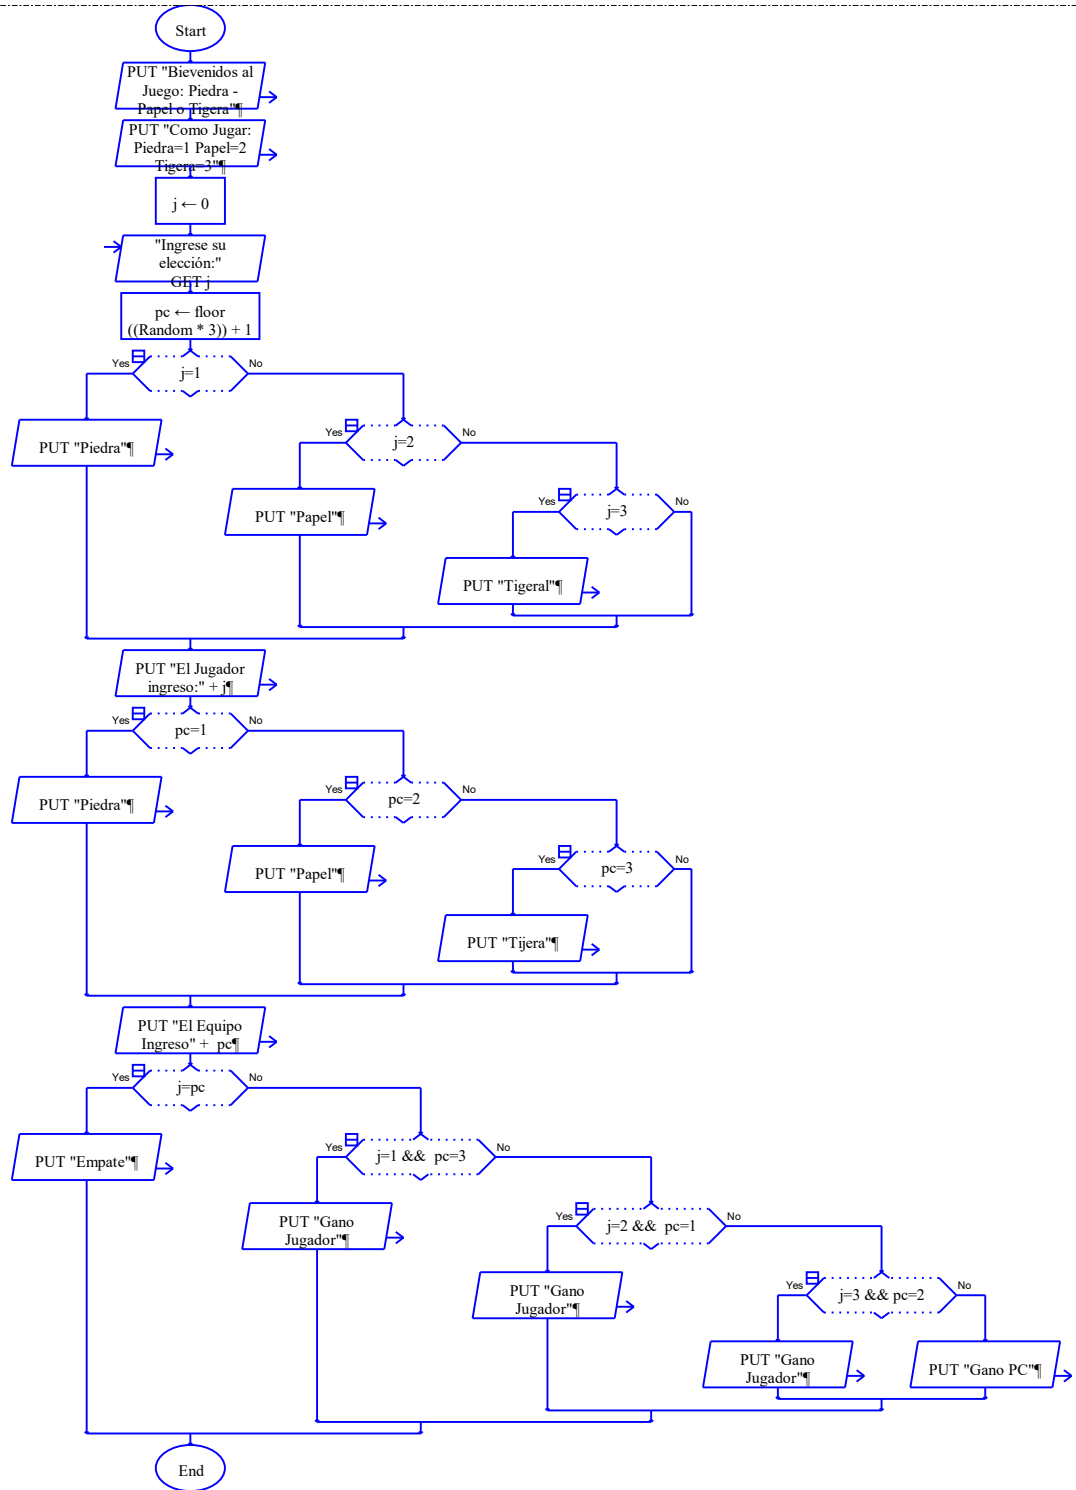 Start
PUT "Bievenidos al
Juego: Piedra -
Papel o Tigera"¶
PUT "Como Jugar:
Piedra=1 Papel=2
Tigera=3"¶
j ← 0
"Ingrese su
elección:"
GET j
pc ← floor
((Random * 3)) + 1
Yes
No
j=1
PUT "Piedra"¶
Yes
No
j=2
PUT "Papel"¶
Yes
No
j=3
PUT "Tigeral"¶
PUT "El Jugador
ingreso:" + j¶
Yes
No
pc=1
PUT "Piedra"¶
Yes
No
pc=2
PUT "Papel"¶
Yes
No
pc=3
PUT "Tijera"¶
PUT "El Equipo
Ingreso" +  pc¶
Yes
No
j=pc
PUT "Empate"¶
Yes
No
j=1 &&  pc=3
PUT "Gano
Jugador"¶
Yes
No
j=2 &&  pc=1
PUT "Gano
Jugador"¶
Yes
No
j=3 && pc=2
PUT "Gano
Jugador"¶
PUT "Gano PC"¶
End